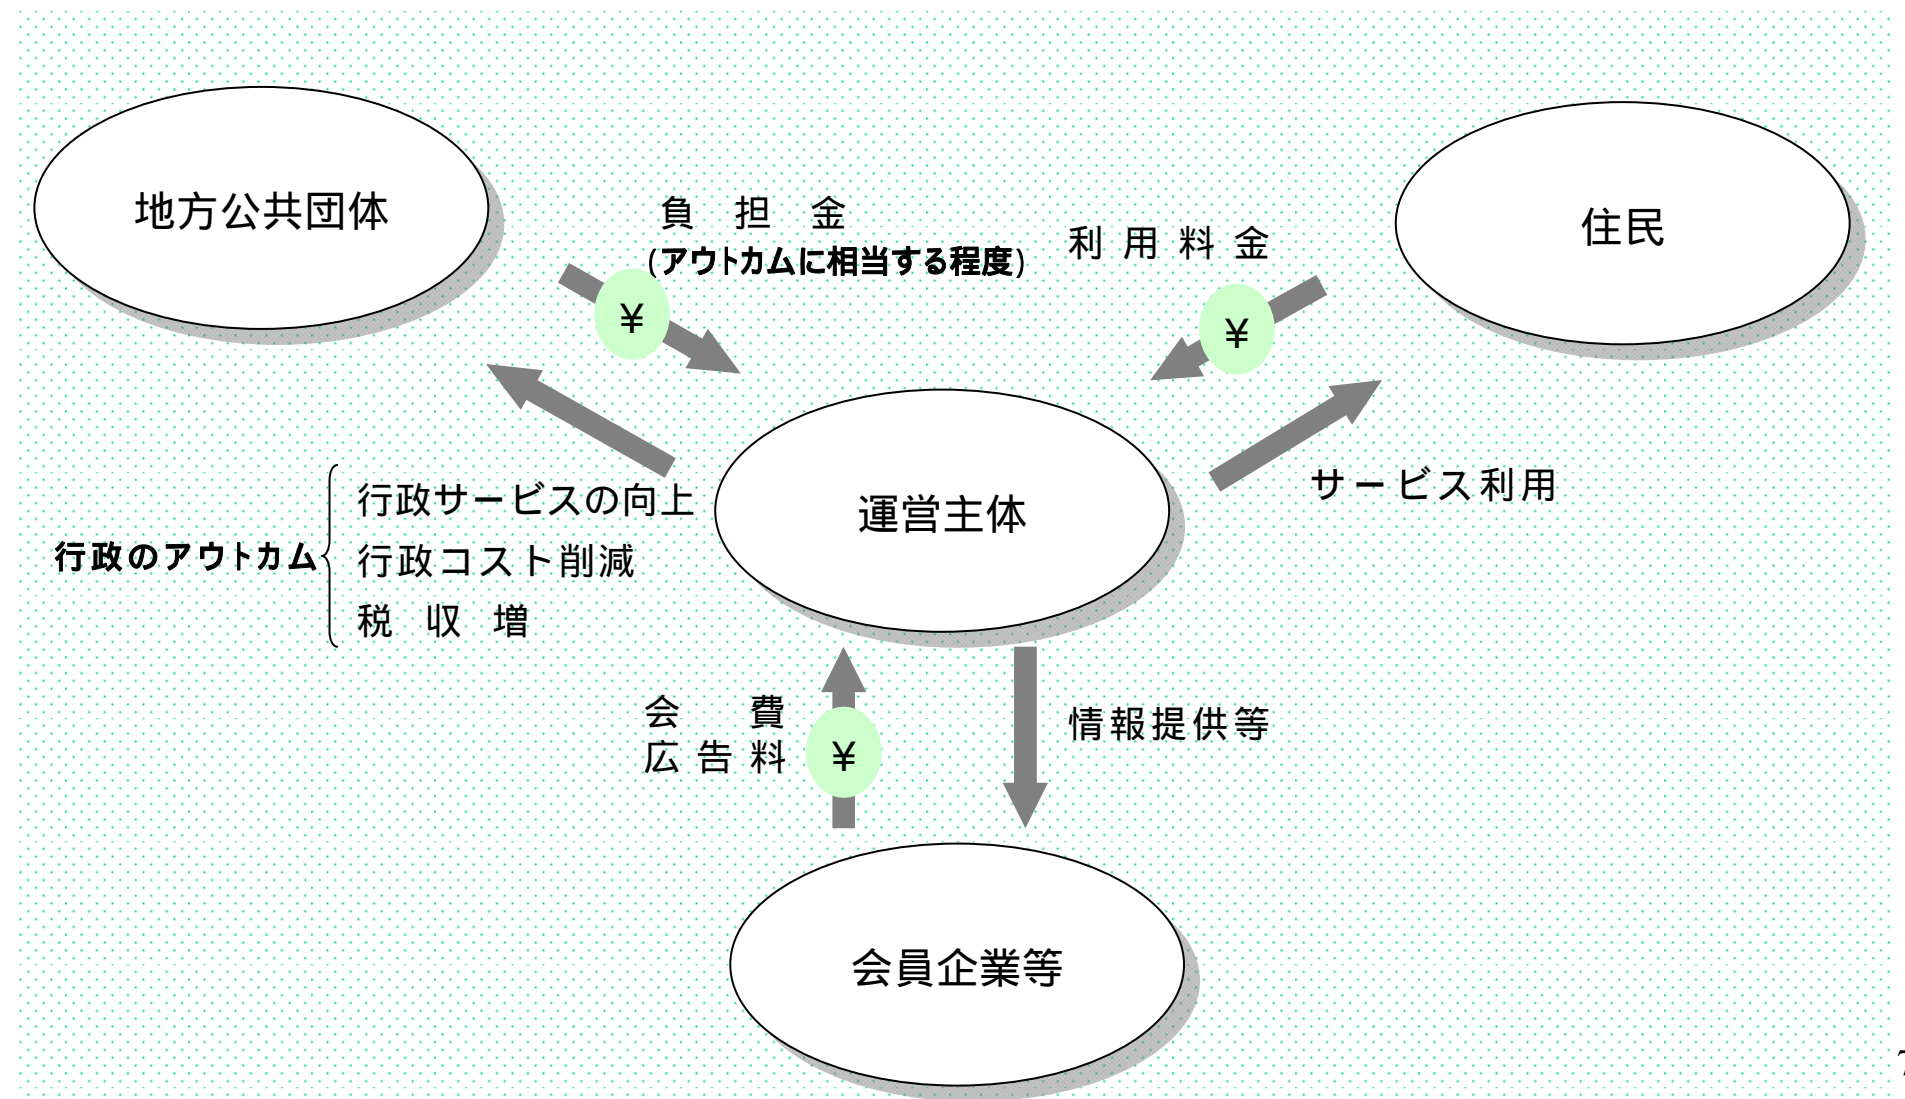 地方公共団体
負担金
(アウトカムに相当する程度)
利用料金
住民
¥
¥
行政のアウトカム
行政サービスの向上
行政コスト削減
税収増
運営主体
サービス利用
会費
広告料
¥
情報提供等
会員企業等